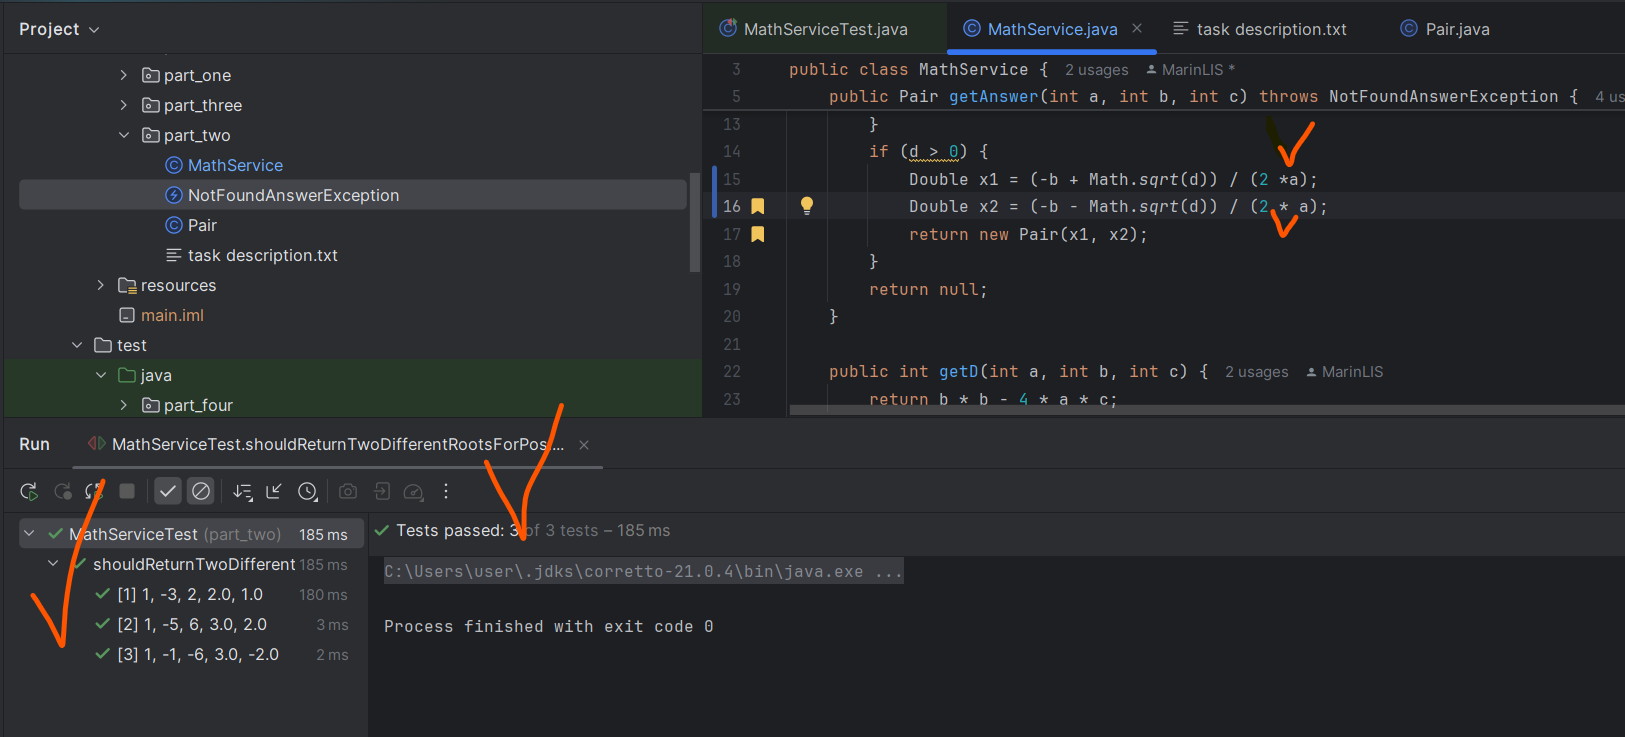 Project
part_one
part_three
part_two
MathService
NotFoundAnswerException
Pair
task description.txt
resources
main.iml
test
java
part_four
MathServiceTest.java MathService.java task description.txt Pair.java
3 public class MathService { 2 usages MarinLIS *
5 public Pair getAnswer(int a, int b, int c) throws NotFoundAnswerException { 4 us
13 }
14 if (d > 0) {
15 Double x1 = (-b + Math.sqrt(d)) / (2 *a);
16 Double x2 = (-b - Math.sqrt(d)) / (2 * a);
17 return new Pair(x1, x2);
18 }
19 return null;
20 }
21
22 public int getD(int a, int b, int c) { 2 usages MarinLIS
23 return b * b - 4 * a * c;
Run MathServiceTest.shouldReturnTwoDifferentRootsForPos...
MathServiceTest (part_two) 185 ms
shouldReturnTwoDifferent 185 ms
[1] 1, -3, 2, 2.0, 1.0 180 ms
[2] 1, -5, 6, 3.0, 2.0 3 ms
[3] 1, -1, -6, 3.0, -2.0 2 ms
Tests passed: 3 of 3 tests – 185 ms
C:\Users\user\.jdks\corretto-21.0.4\bin\java.exe ...
Process finished with exit code 0